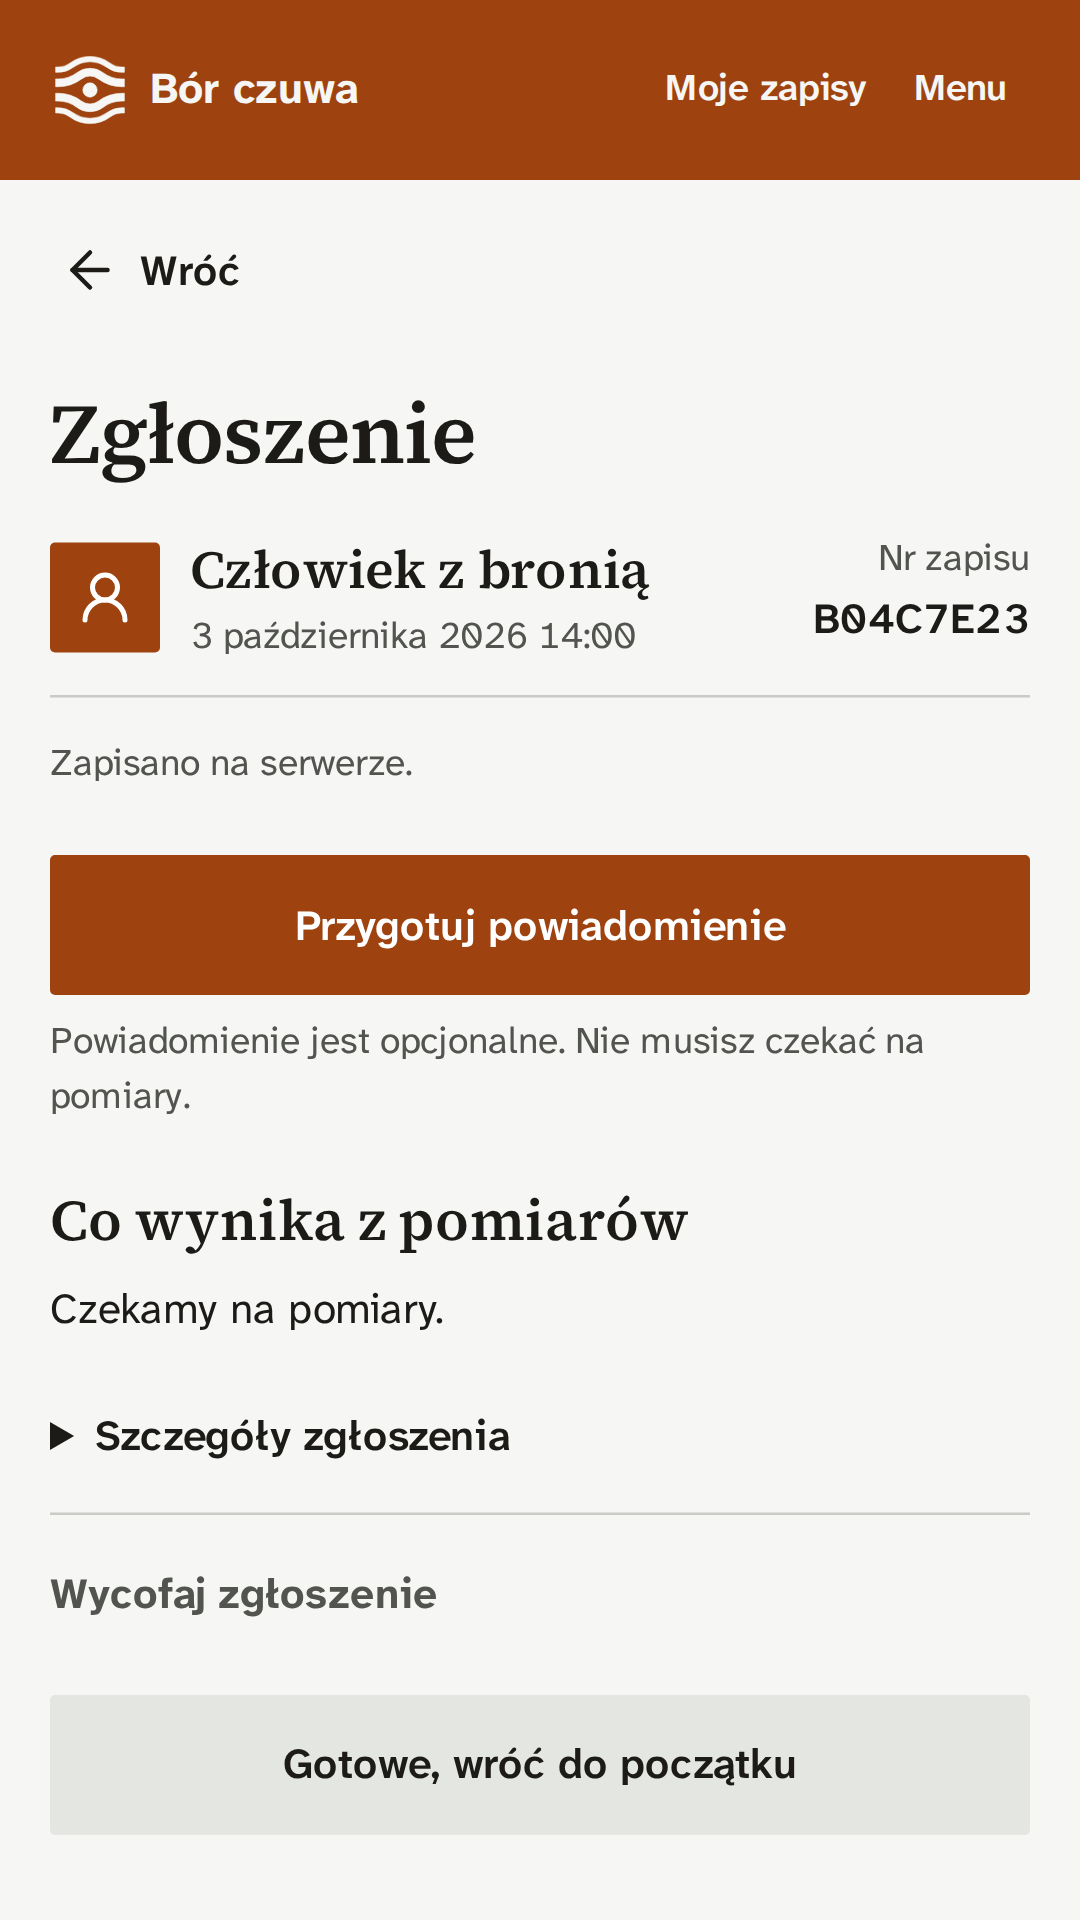 Bór czuwa
Moje zapisy
Menu
Wróć
Zgłoszenie
Człowiek z bronią
3 października 2026 14:00
Nr zapisu
B04C7E23
Zapisano na serwerze.
Przygotuj powiadomienie
Powiadomienie jest opcjonalne. Nie musisz czekać na
pomiary.
Co wynika z pomiarów
Czekamy na pomiary.
Szczegóły zgłoszenia
Wycofaj zgłoszenie
Gotowe, wróć do początku